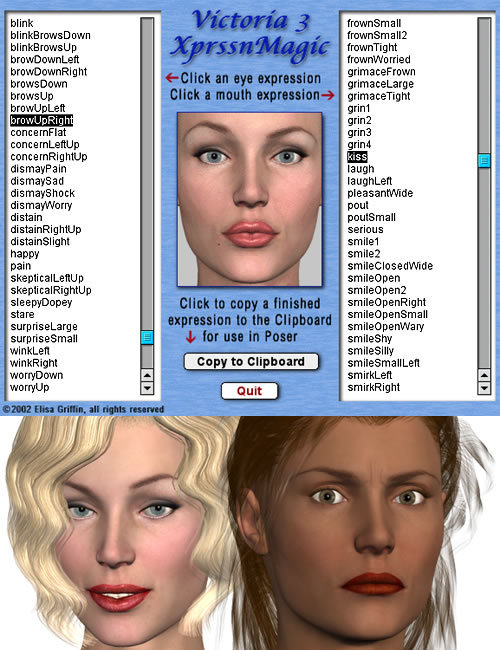 Victoria 3
XprssnMagic
Click an eye expression
Click a mouth expression
blink
blinkBrowsDown
blinkBrowsUp
browDownLeft
browDownRight
browsDown
browsUp
browUpLeft
browUpRight
concernFlat
concernLeftUp
concernRightUp
dismayPain
dismaySad
dismayShock
dismayWorry
distain
distainRightUp
distainSlight
happy
pain
skepticalLeftUp
skepticalRightUp
sleepyDopey
stare
surpriseLarge
surpriseSmall
winkLeft
winkRight
worryDown
worryUp
frownSmall
frownSmall2
frownTight
frownWorried
grimaceFrown
grimaceLarge
grimaceTight
grin1
grin2
grin3
grin4
kiss
laugh
laughLeft
pleasantWide
pout
poutSmall
serious
smile1
smile2
smileClosedWide
smileOpen
smileOpen2
smileOpenRight
smileOpenSmall
smileOpenWary
smileShy
smileSilly
smileSmallLeft
smirkLeft
smirkRight
Click to copy a finished
expression to the Clipboard
for use in Poser
Copy to Clipboard
Quit
©2002 Elisa Griffin, all rights reserved